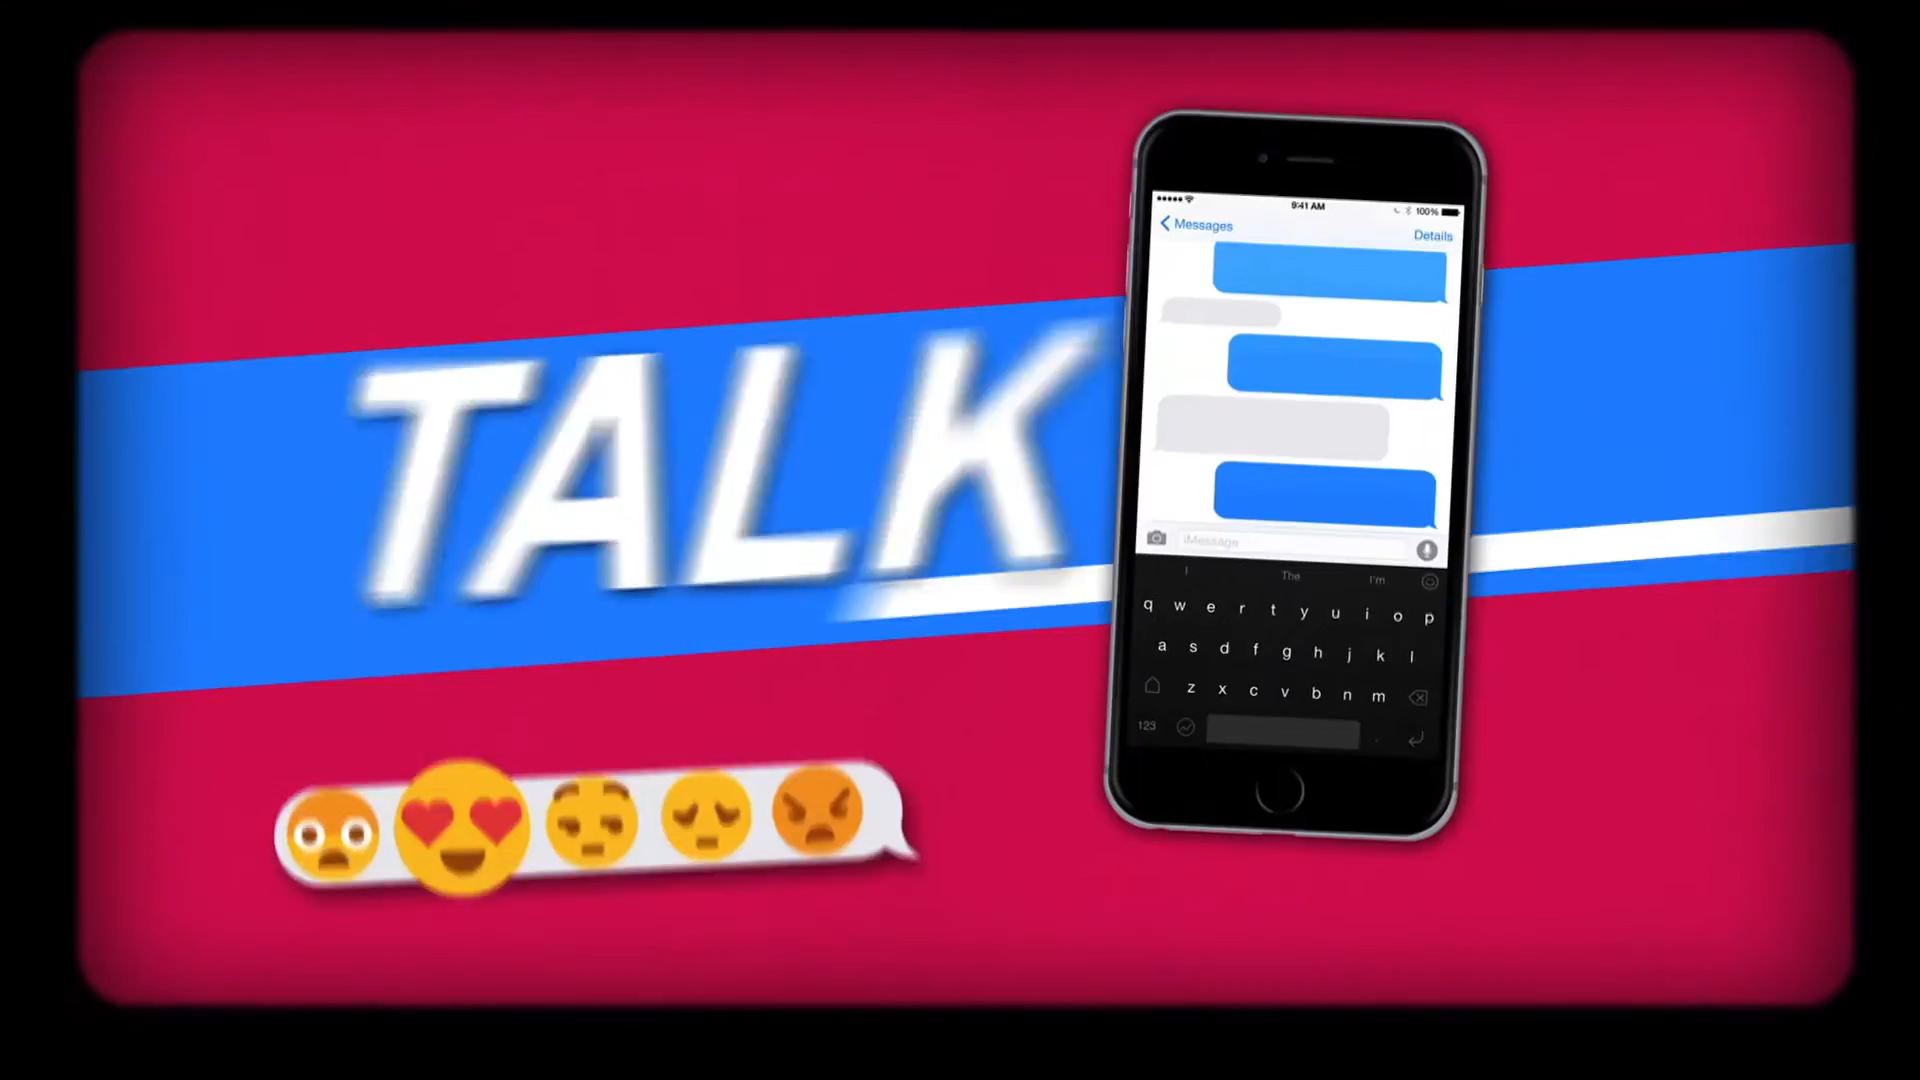 TALK
9:41 AM
100%
Messages
Details
iMessage
I The I'm
q w e r t y u i o p
a s d f g h j k l
z x c v b n m
123